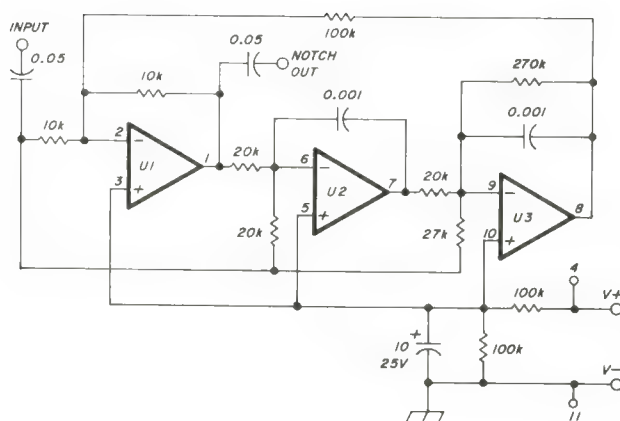 INPUT
0.05
100k
0.05
NOTCH
OUT
10k
270k
0.001
0.001
10k
2
-
U1
1
3
+
20k
6
-
U2
7
5
+
20k
9
-
U3
8
10
+
20k
27k
100k
4
V+
+
10
25V
100k
V-
11